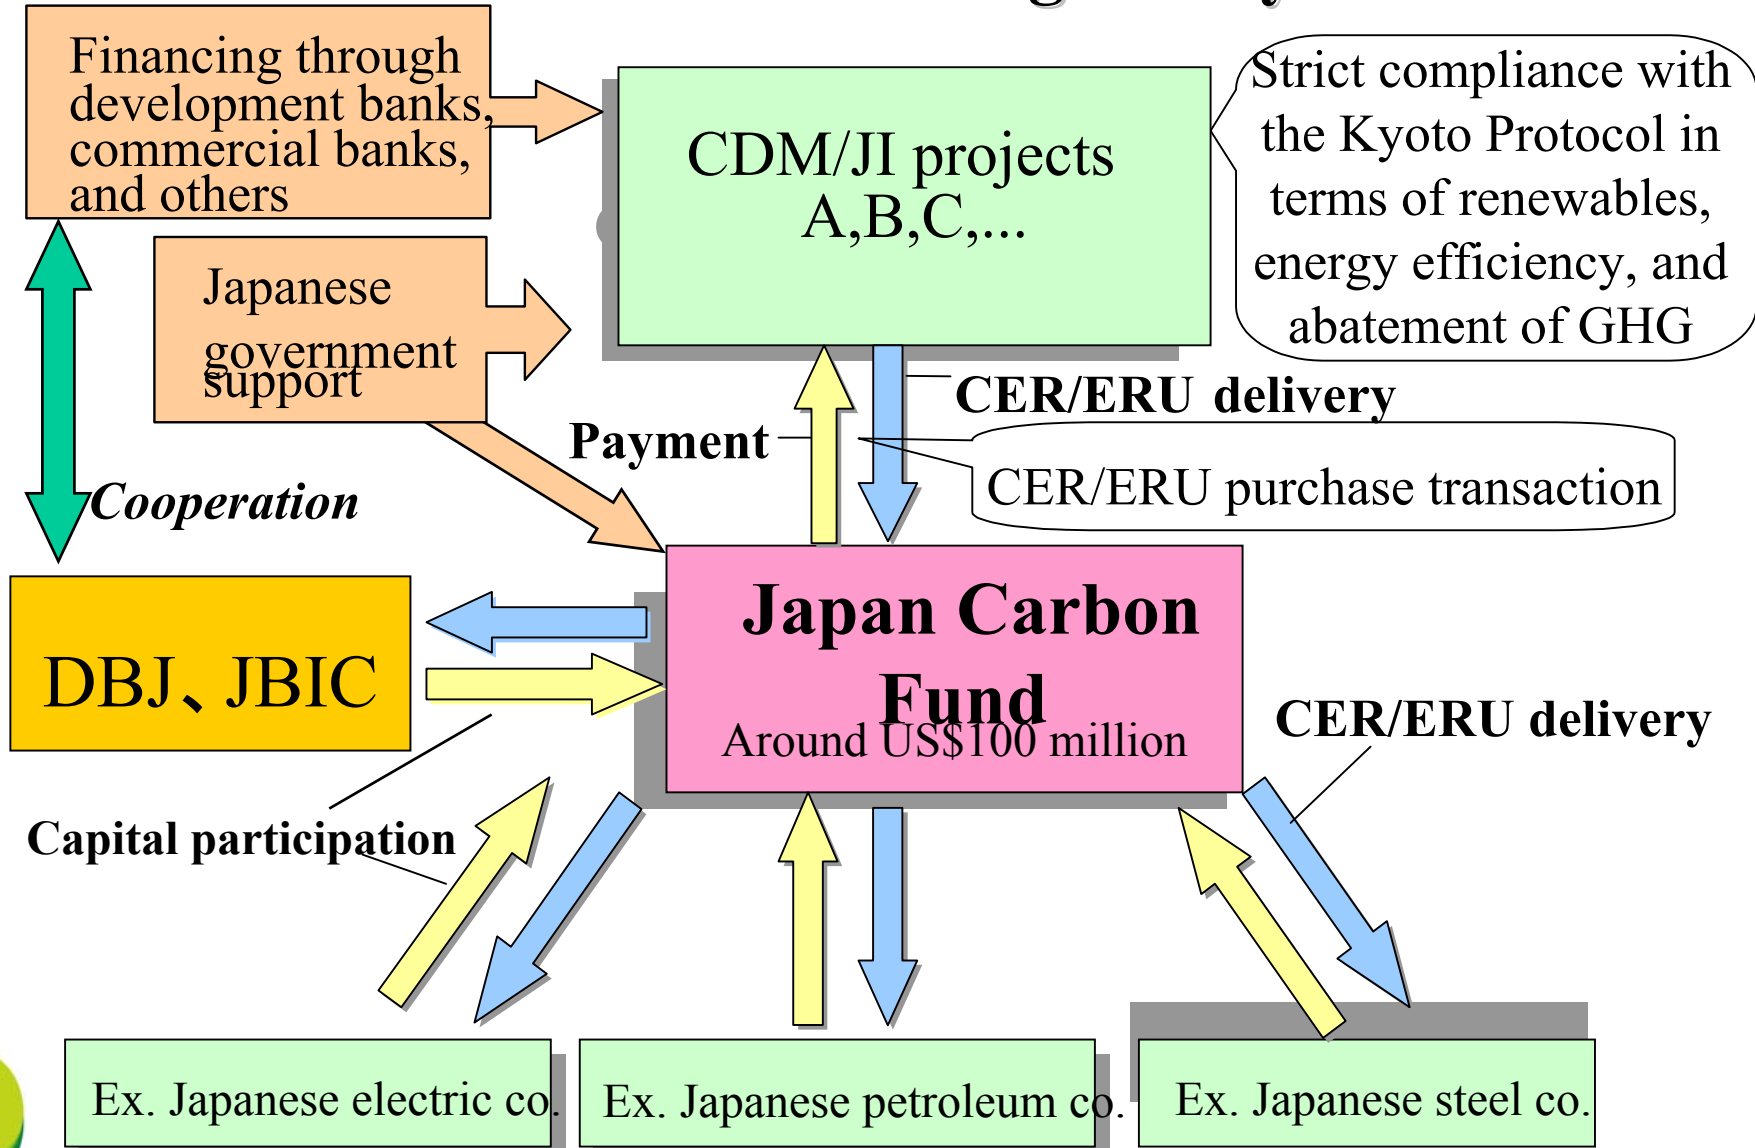 Financing through
development banks,
commercial banks,
and others
CDM/JI projects
A,B,C,...
Strict compliance with
the Kyoto Protocol in
terms of renewables,
energy efficiency, and
abatement of GHG
Japanese
government
support
CER/ERU delivery
Payment
CER/ERU purchase transaction
Cooperation
Japan Carbon
Fund
Around US$100 million
DBJ、JBIC
CER/ERU delivery
Capital participation
Ex. Japanese electric co.
Ex. Japanese petroleum co.
Ex. Japanese steel co.